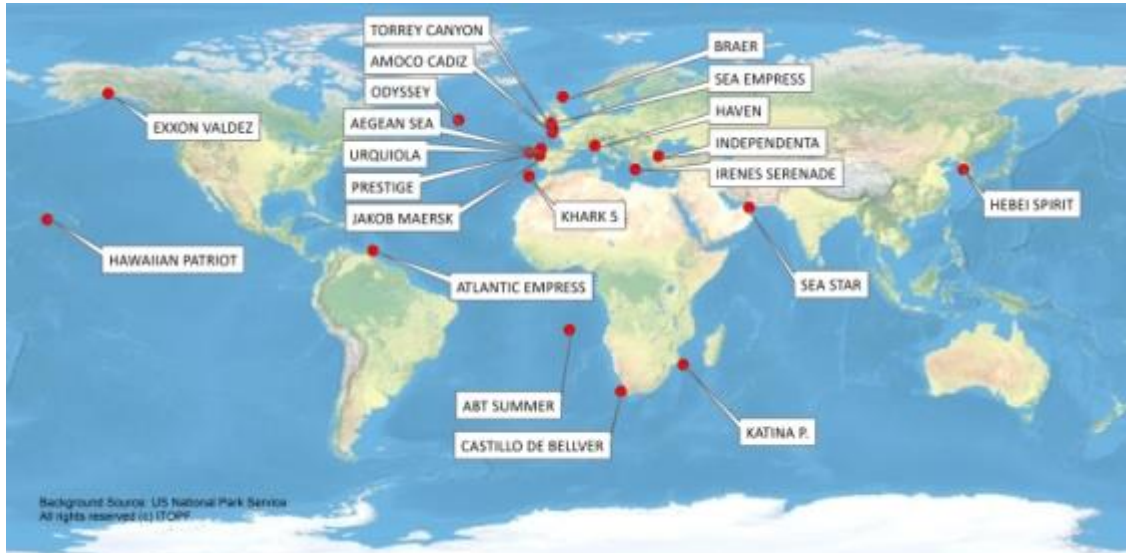 TORREY CANYON
AMOCO CADIZ
ODYSSEY
AEGEAN SEA
URQUIOLA
PRESTIGE
JAKOB MAERSK
EXXON VALDEZ
HAWAIIAN PATRIOT
BRAER
SEA EMPRESS
HAVEN
INDEPENDENTA
IRENES SERENADE
KHARK 5
HEBEI SPIRIT
SEA STAR
ATLANTIC EMPRESS
ABT SUMMER
CASTILLO DE BELLVER
KATINA P.
Background Source: US National Park Service
All rights reserved (c) ITOPF